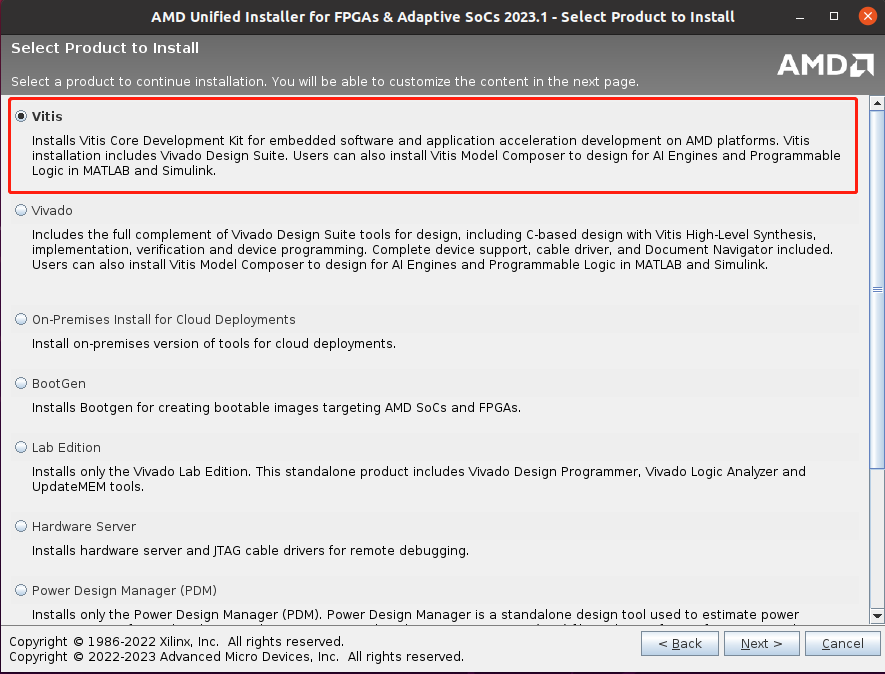 AMD Unified Installer for FPGAs & Adaptive SoCs 2023.1 - Select Product to Install
Select Product to Install
Select a product to continue installation. You will be able to customize the content in the next page.
AMD
Vitis
Installs Vitis Core Development Kit for embedded software and application acceleration development on AMD platforms. Vitis
installation includes Vivado Design Suite. Users can also install Vitis Model Composer to design for AI Engines and Programmable
Logic in MATLAB and Simulink.
Vivado
Includes the full complement of Vivado Design Suite tools for design, including C-based design with Vitis High-Level Synthesis,
implementation, verification and device programming. Complete device support, cable driver, and Document Navigator included.
Users can also install Vitis Model Composer to design for AI Engines and Programmable Logic in MATLAB and Simulink.
On-Premises Install for Cloud Deployments
Install on-premises version of tools for cloud deployments.
BootGen
Installs Bootgen for creating bootable images targeting AMD SoCs and FPGAs.
Lab Edition
Installs only the Vivado Lab Edition. This standalone product includes Vivado Design Programmer, Vivado Logic Analyzer and
UpdateMEM tools.
Hardware Server
Installs hardware server and JTAG cable drivers for remote debugging.
Power Design Manager (PDM)
Installs only the Power Design Manager (PDM). Power Design Manager is a standalone design tool used to estimate power
Copyright © 1986-2022 Xilinx, Inc. All rights reserved.
Copyright © 2022-2023 Advanced Micro Devices, Inc. All rights reserved.
< Back
Next >
Cancel